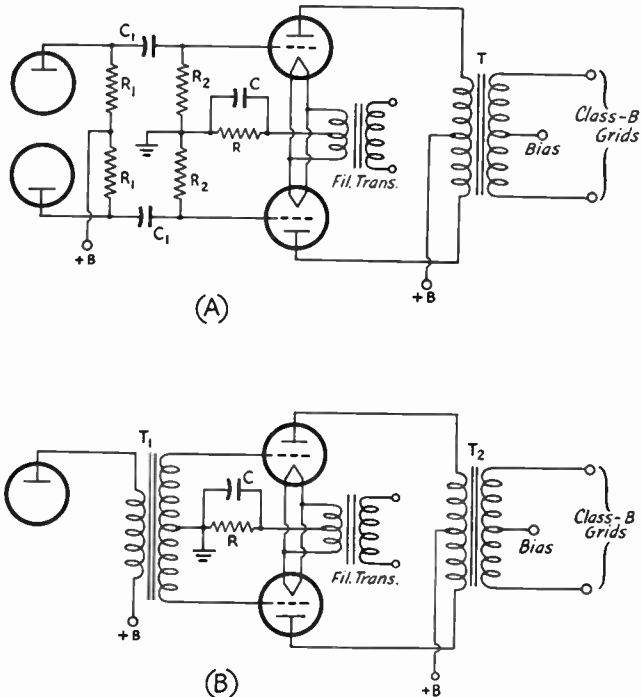 C₁
R₁
R₂
C
R
Fil. Trans.
T
Class-B
Grids
Bias
R₁
R₂
C₁
+B
+B
(A)
T₁
C
R
Fil. Trans.
T₂
Class-B
Grids
Bias
+B
+B
(B)